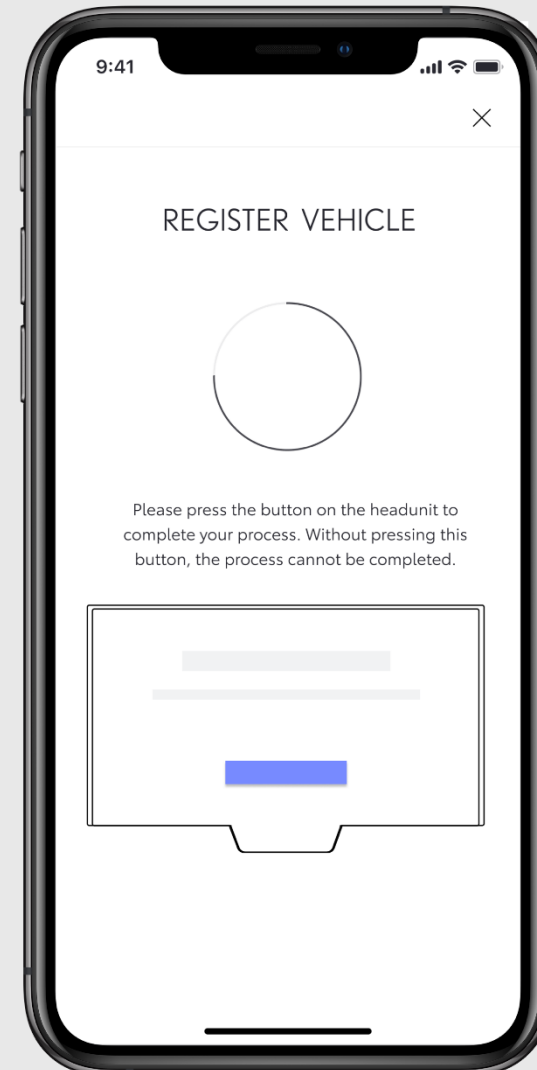 9:41
REGISTER VEHICLE
Please press the button on the headunit to
complete your process. Without pressing this
button, the process cannot be completed.